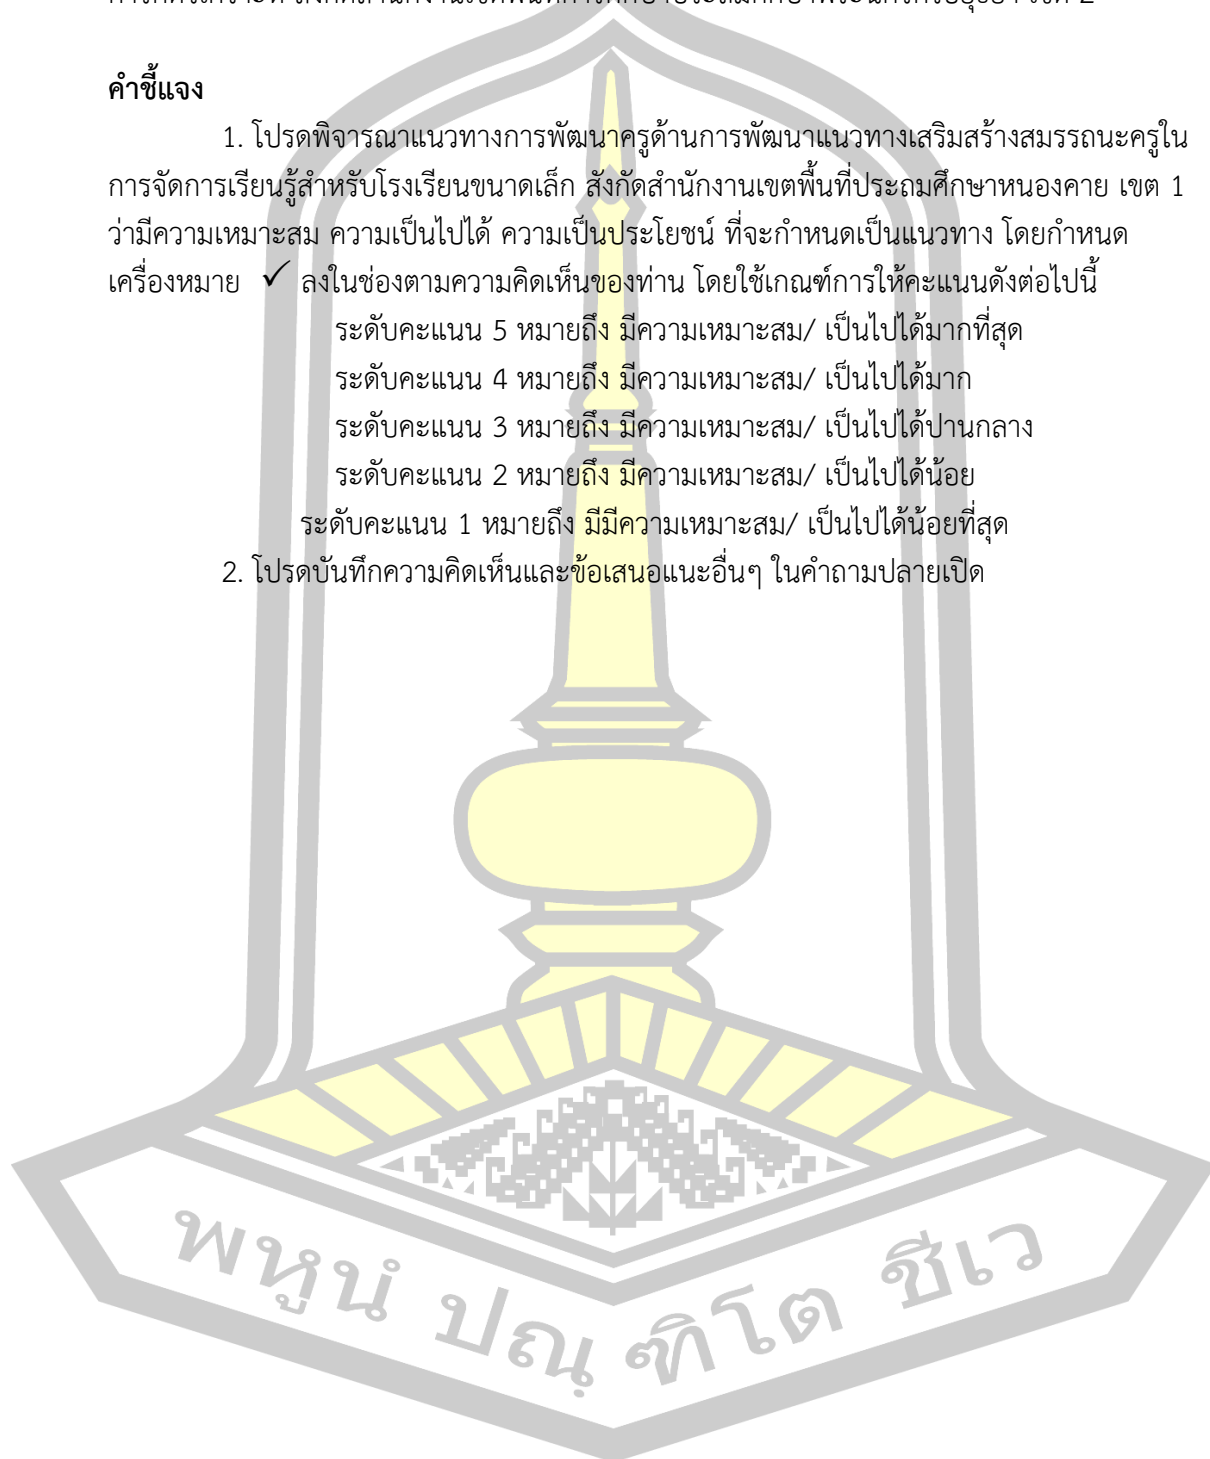 คำชี้แจง
1. โปรดพิจารณาแนวทางการพัฒนาครูด้านการพัฒนาแนวทางเสริมสร้างสมรรถนะครูใน
การจัดการเรียนรู้สำหรับโรงเรียนขนาดเล็ก สังกัดสำนักงานเขตพื้นที่ประถมศึกษาหนองคาย เขต 1
ว่ามีความเหมาะสม ความเป็นไปได้ ความเป็นประโยชน์ ที่จะกำหนดเป็นแนวทาง โดยกำหนด
เครื่องหมาย ✓ ลงในช่องตามความคิดเห็นของท่าน โดยใช้เกณฑ์การให้คะแนนดังต่อไปนี้
ระดับคะแนน 5 หมายถึง มีความเหมาะสม/ เป็นไปได้มากที่สุด
ระดับคะแนน 4 หมายถึง มีความเหมาะสม/ เป็นไปได้มาก
ระดับคะแนน 3 หมายถึง มีความเหมาะสม/ เป็นไปได้ปานกลาง
ระดับคะแนน 2 หมายถึง มีความเหมาะสม/ เป็นไปได้น้อย
ระดับคะแนน 1 หมายถึง มีมีความเหมาะสม/ เป็นไปได้น้อยที่สุด
2. โปรดบันทึกความคิดเห็นและข้อเสนอแนะอื่นๆ ในคำถามปลายเปิด
พหูนํ ปณฺฑิโต ชีเว